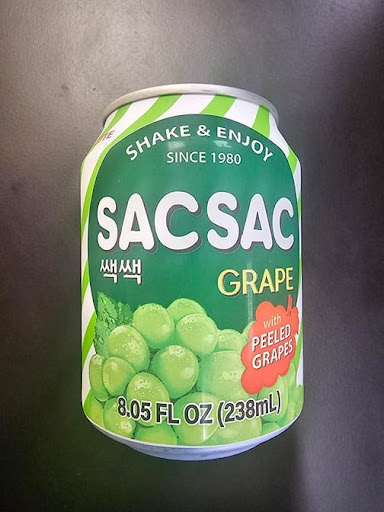 SHAKE & ENJOY
SINCE 1980
SACSAC
쌕쌕
GRAPE
with
PEELED
GRAPES
8.05 FL OZ (238mL)